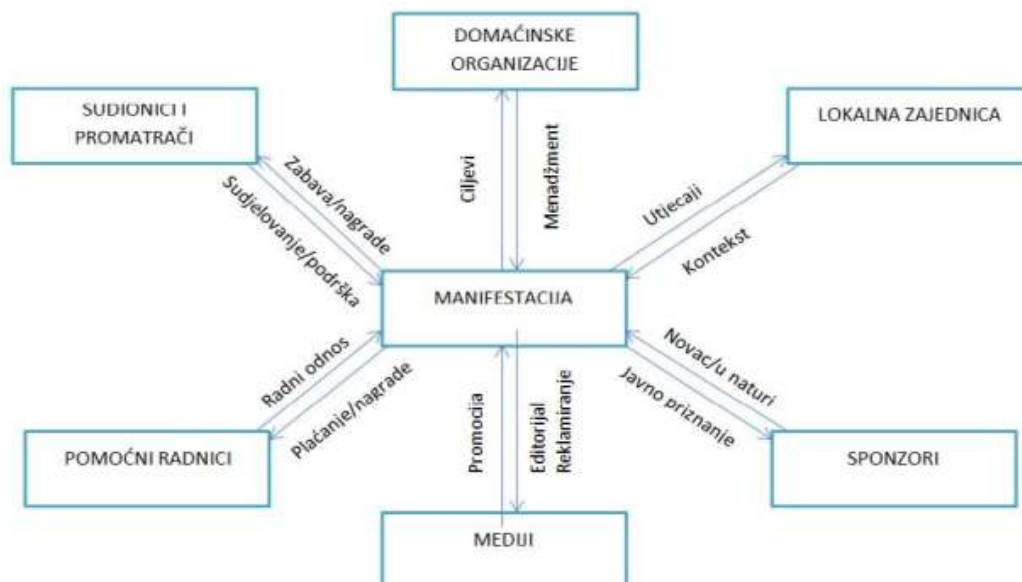 DOMAĆINSKE
ORGANIZACIJE
SUDIONICI I
PROMATRAČI
LOKALNA ZAJEDNICA
Zabava/nagrade
Sudjelovanje/podrška
Ciljevi
Menadžment
Utjecaji
Kontekst
MANIFESTACIJA
Radni odnos
Plaćanje/nagrade
Promocija
Editorijal
Reklamiranje
Novac/u naturi
Javno priznanje
POMOĆNI RADNICI
SPONZORI
MEDIJI